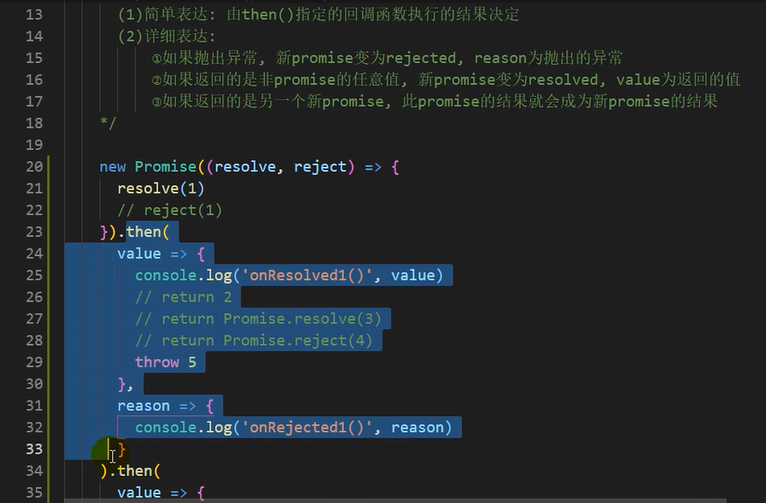 13 (1)简单表达: 由then()指定的回调函数执行的结果决定
14 (2)详细表达:
15 ①如果抛出异常, 新promise变为rejected, reason为抛出的异常
16 ②如果返回的是非promise的任意值, 新promise变为resolved, value为返回的值
17 ③如果返回的是另一个新promise, 此promise的结果就会成为新promise的结果
18 */
19
20 new Promise((resolve, reject) => {
21 resolve(1)
22 // reject(1)
23 }).then(
24 value => {
25 console.log('onResolved1()', value)
26 // return 2
27 // return Promise.resolve(3)
28 // return Promise.reject(4)
29 throw 5
30 },
31 reason => {
32 console.log('onRejected1()', reason)
33 }
34 ).then(
35 value => {